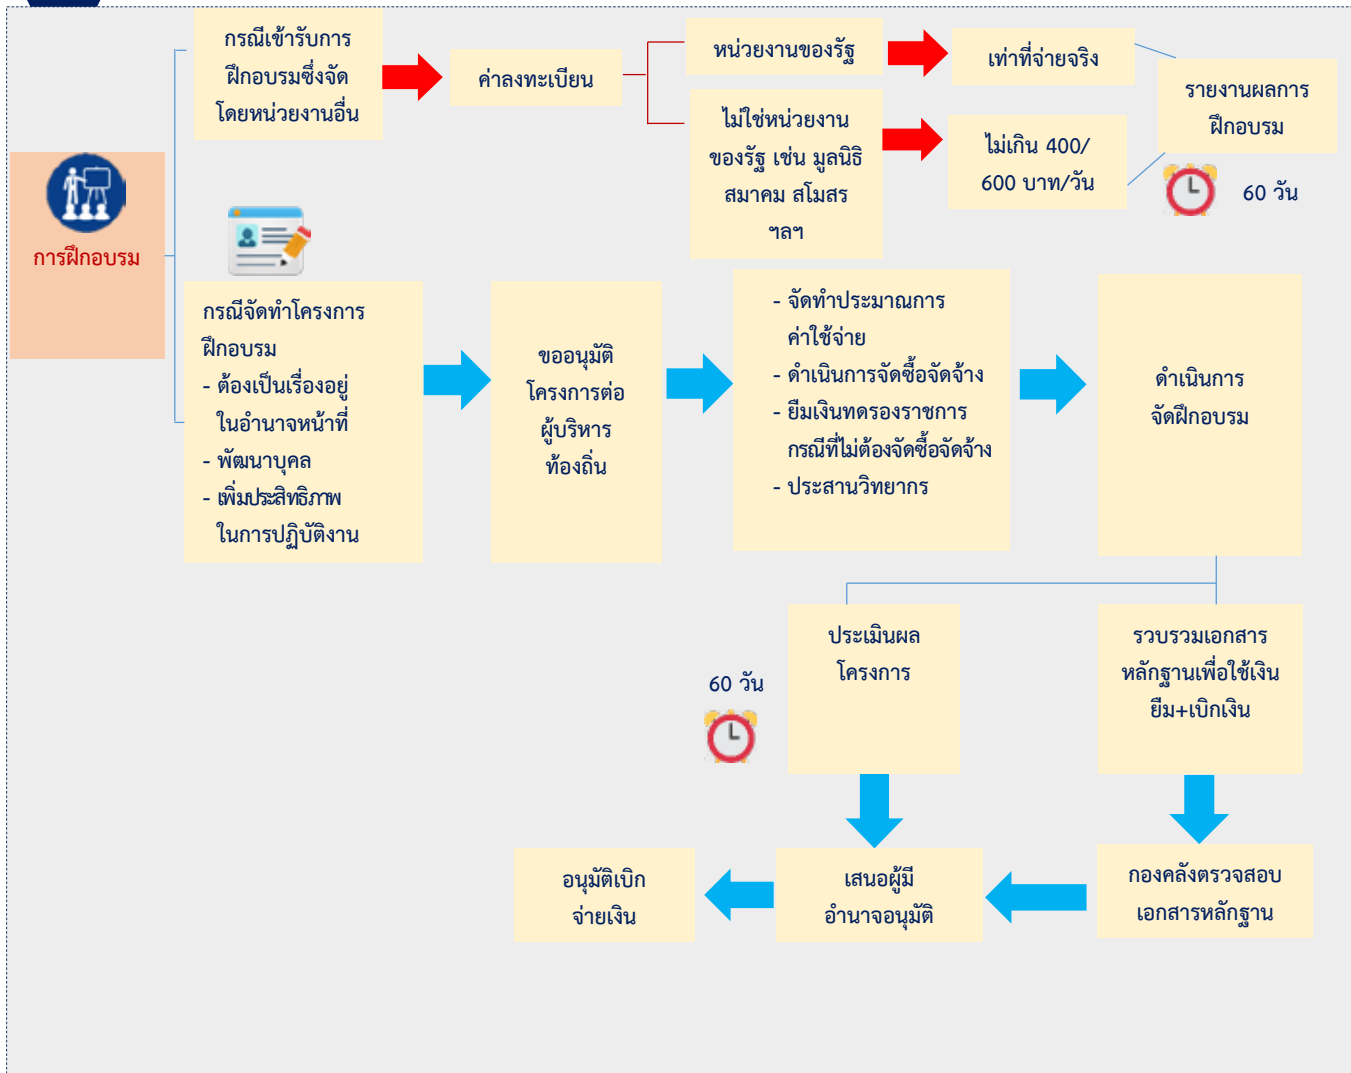 กรณีเข้ารับการ
ฝึกอบรมซึ่งจัด
โดยหน่วยงานอื่น
ค่าลงทะเบียน
หน่วยงานของรัฐ
เท่าที่จ่ายจริง
ไม่ใช่หน่วยงาน
ของรัฐ เช่น มูลนิธิ
สมาคม สโมสร
ฯลฯ
ไม่เกิน 400/
600 บาท/วัน
รายงานผลการ
ฝึกอบรม
60 วัน
การฝึกอบรม
กรณีจัดทำโครงการ
ฝึกอบรม
- ต้องเป็นเรื่องอยู่
ในอำนาจหน้าที่
- พัฒนาบุคล
- เพิ่มประสิทธิภาพ
ในการปฏิบัติงาน
ขออนุมัติ
โครงการต่อ
ผู้บริหาร
ท้องถิ่น
- จัดทำประมาณการ
ค่าใช้จ่าย
- ดำเนินการจัดซื้อจัดจ้าง
- ยืมเงินทดรองราชการ
กรณีที่ไม่ต้องจัดซื้อจัดจ้าง
- ประสานวิทยากร
ดำเนินการ
จัดฝึกอบรม
ประเมินผล
โครงการ
60 วัน
รวบรวมเอกสาร
หลักฐานเพื่อใช้เงิน
ยืม+เบิกเงิน
กองคลังตรวจสอบ
เอกสารหลักฐาน
เสนอผู้มี
อำนาจอนุมัติ
อนุมัติเบิก
จ่ายเงิน